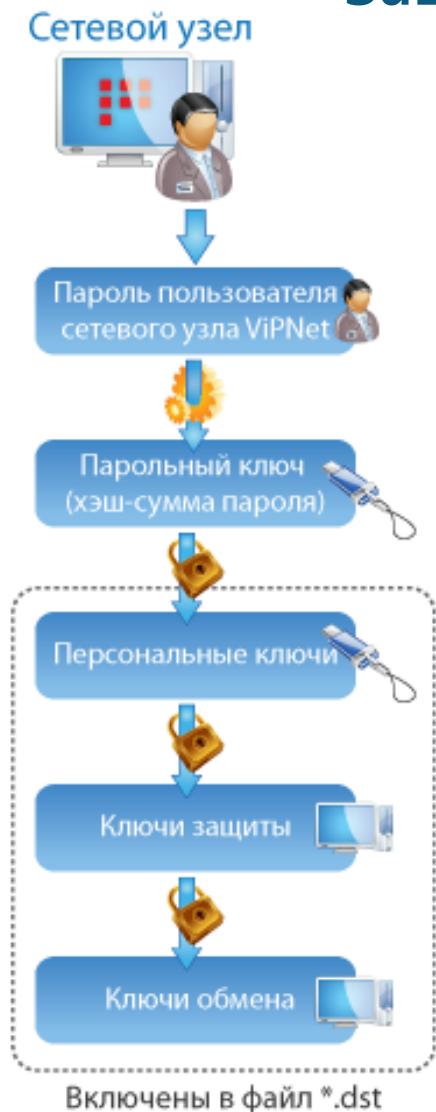 Сетевой узел
Пароль пользователя
сетевого узла ViPNet
Парольный ключ
(хэш-сумма пароля)
Персональные ключи
Ключи защиты
Ключи обмена
Включены в файл *.dst